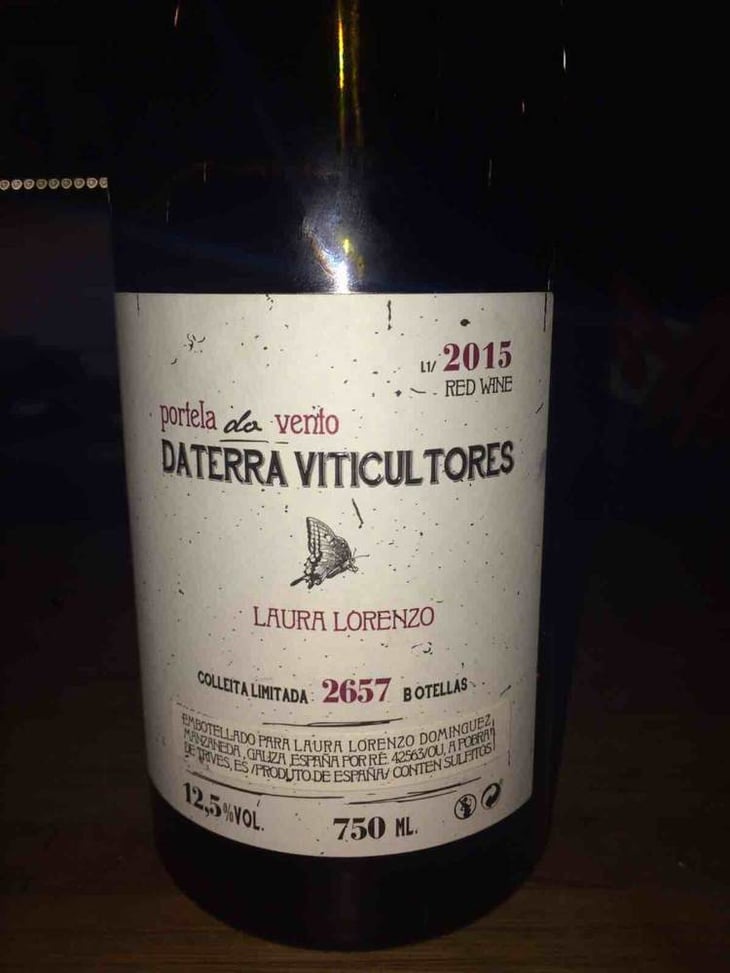 L1/ 2015
RED WINE
portela do vento
DATERRA VITICULTORES
LAURA LORENZO
COLLEITA LIMITADA 2657 BOTELLAS
EMBOTELLADO PARA LAURA LORENZO DOMINGUEZ
MANZANEDA, GALIZA, ESPAÑA POR RE. 42563/OU, A POBRA
DE TRIVES, ES /PRODUTO DE ESPAÑA/ CONTEN SULFITOS
12,5%VOL.
750 ML.